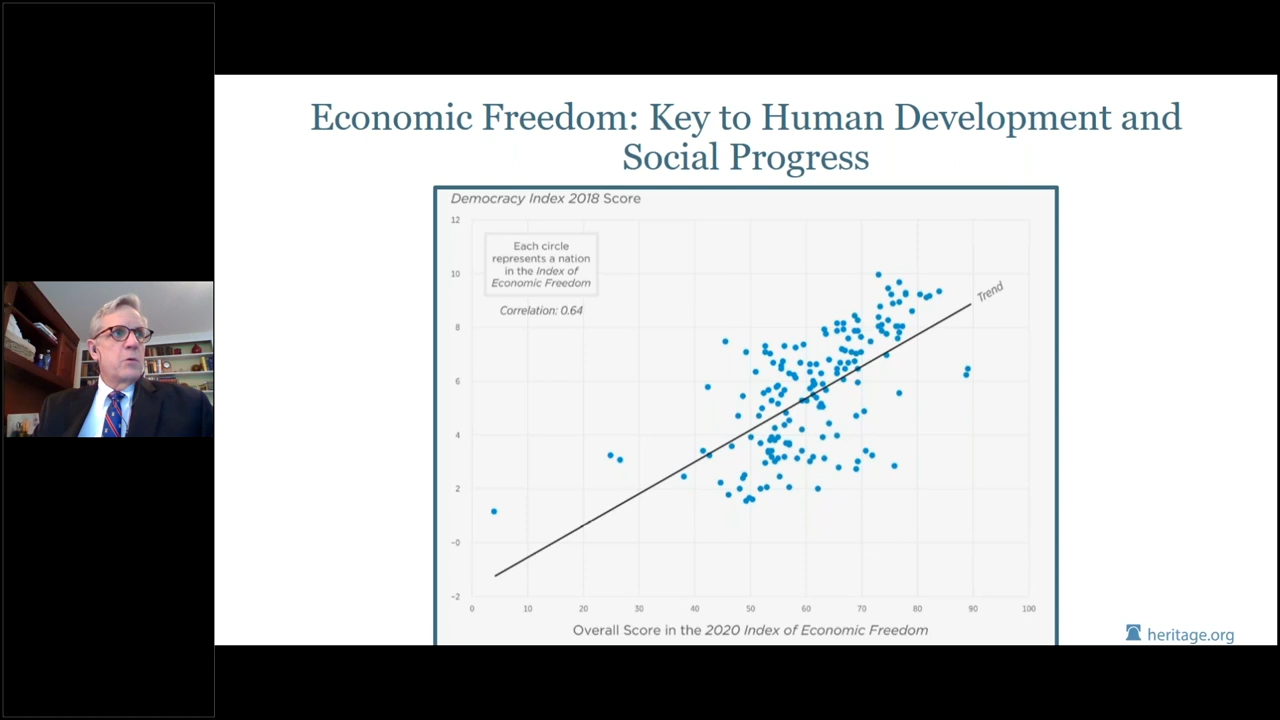 Economic Freedom: Key to Human Development and
Social Progress
Democracy Index 2018 Score
12
10
8
6
4
2
-0
-2
Each circle
represents a nation
in the Index of
Economic Freedom
Correlation: 0.64
Trend
0 10 20 30 40 50 60 70 80 90 100
Overall Score in the 2020 Index of Economic Freedom
heritage.org